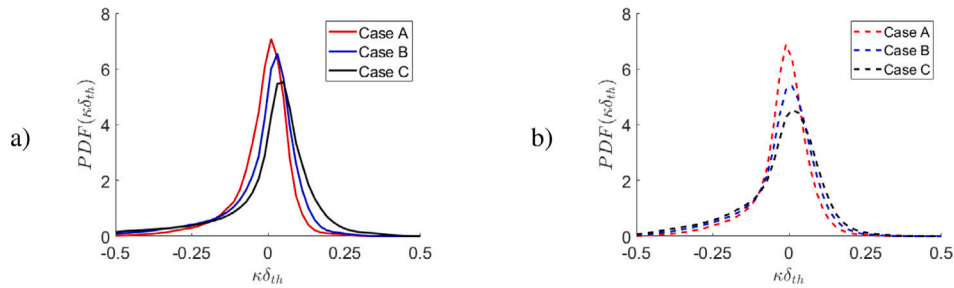 a)
PDF(κδ_th)
8
6
4
2
0
-0.5
-0.25
0
0.25
0.5
κδ_th
Case A
Case B
Case C
b)
PDF(κδ_th)
8
6
4
2
0
-0.5
-0.25
0
0.25
0.5
κδ_th
Case A
Case B
Case C